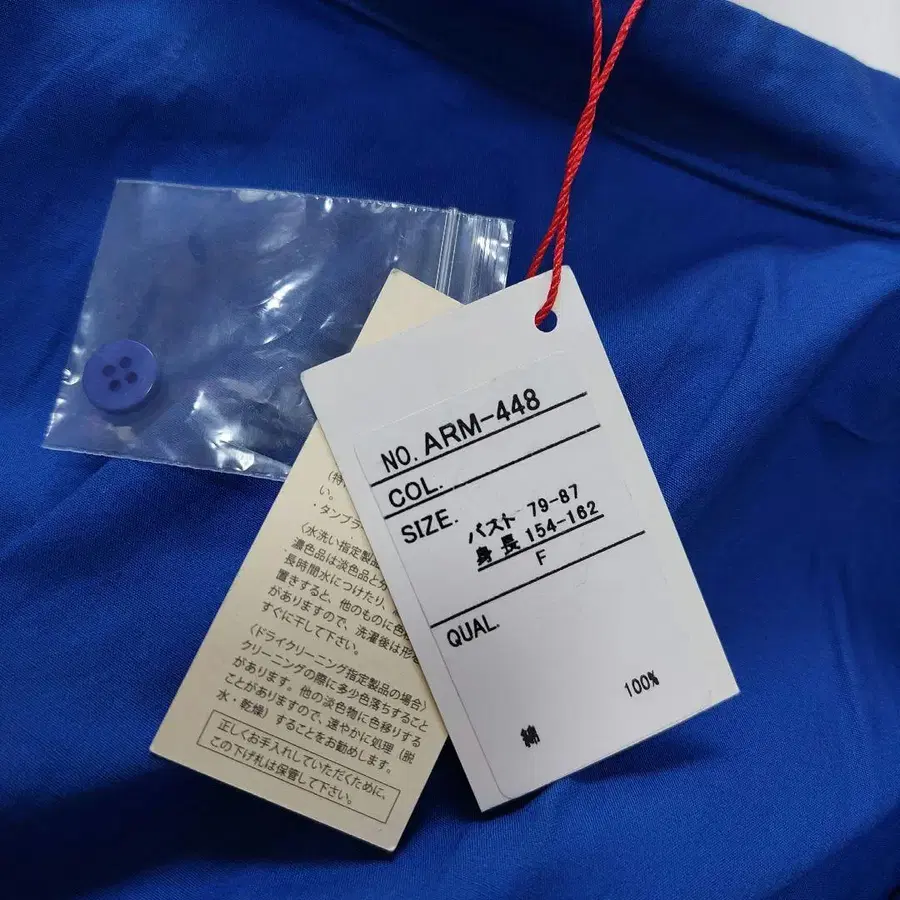 NO. ARM-448
COL.
SIZE.
バスト 79-87
身長 154-162
F
QUAL.
綿 100%
(特
い。
・タンブラ
〈水洗い指定製品
濃色品は淡色品と分
長時間水につけたり、
置きすると、他のものに色移
がありますので、洗濯後は形を
すぐに干して下さい。
〈ドライクリーニング指定製品の場合〉
クリーニングの際に多少色落ちすること
があります。他の淡色物に色移りする
ことがありますので、速やかに処理（脱
水・乾燥）することをお勧めします。
正しくお手入れしていただくために、
この下げ札は保管して下さい。